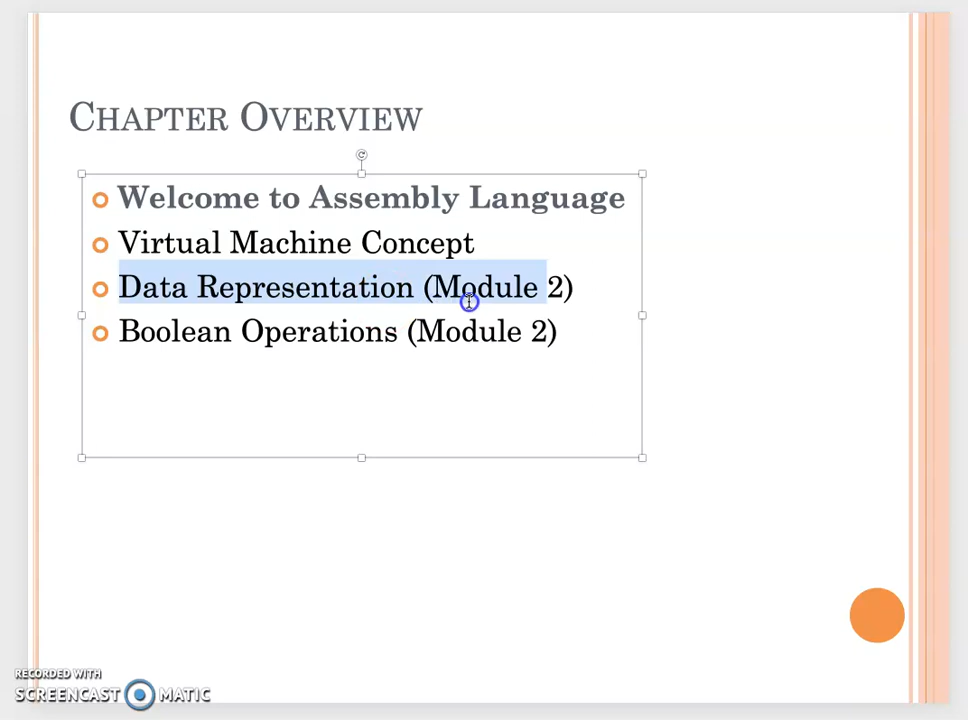 CHAPTER OVERVIEW
Welcome to Assembly Language
Virtual Machine Concept
Data Representation (Module 2)
Boolean Operations (Module 2)
RECORDED WITH
SCREENCAST MATIC